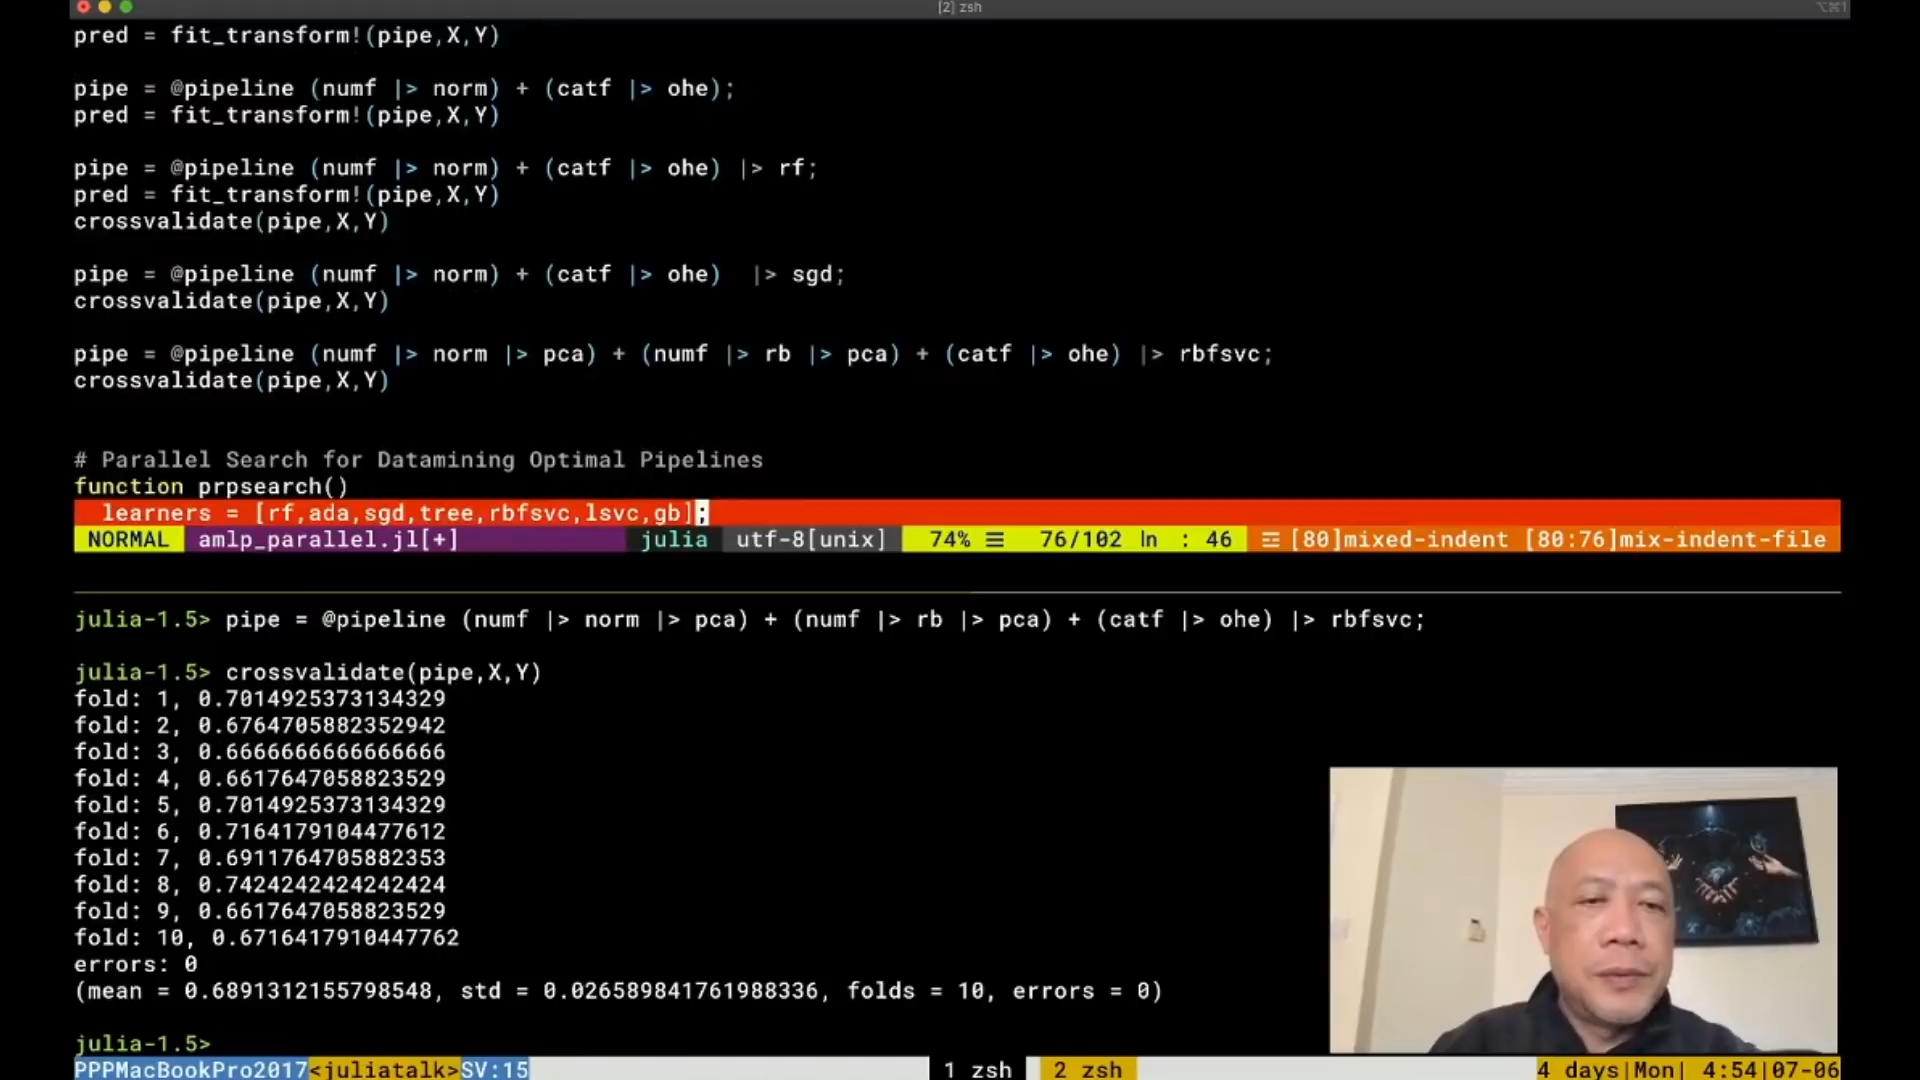 [2] zsh
pred = fit_transform!(pipe,X,Y)
pipe = @pipeline (numf |> norm) + (catf |> ohe);
pred = fit_transform!(pipe,X,Y)
pipe = @pipeline (numf |> norm) + (catf |> ohe) |> rf;
pred = fit_transform!(pipe,X,Y)
crossvalidate(pipe,X,Y)
pipe = @pipeline (numf |> norm) + (catf |> ohe)  |> sgd;
crossvalidate(pipe,X,Y)
pipe = @pipeline (numf |> norm |> pca) + (numf |> rb |> pca) + (catf |> ohe) |> rbfsvc;
crossvalidate(pipe,X,Y)
# Parallel Search for Datamining Optimal Pipelines
function prpsearch()
  learners = [rf,ada,sgd,tree,rbfsvc,lsvc,gb];
NORMAL amlp_parallel.jl[+] julia utf-8[unix] 74% ☰ 76/102 ln : 46 ☲ [80]mixed-indent [80:76]mix-indent-file
julia-1.5> pipe = @pipeline (numf |> norm |> pca) + (numf |> rb |> pca) + (catf |> ohe) |> rbfsvc;
julia-1.5> crossvalidate(pipe,X,Y)
fold: 1, 0.7014925373134329
fold: 2, 0.6764705882352942
fold: 3, 0.6666666666666666
fold: 4, 0.6617647058823529
fold: 5, 0.7014925373134329
fold: 6, 0.7164179104477612
fold: 7, 0.6911764705882353
fold: 8, 0.7424242424242424
fold: 9, 0.6617647058823529
fold: 10, 0.6716417910447762
errors: 0
(mean = 0.6891312155798548, std = 0.026589841761988336, folds = 10, errors = 0)
julia-1.5>
PPPMacBookPro2017<juliatalk>SV:15 1 zsh 2 zsh 4 days|Mon| 4:54|07-06